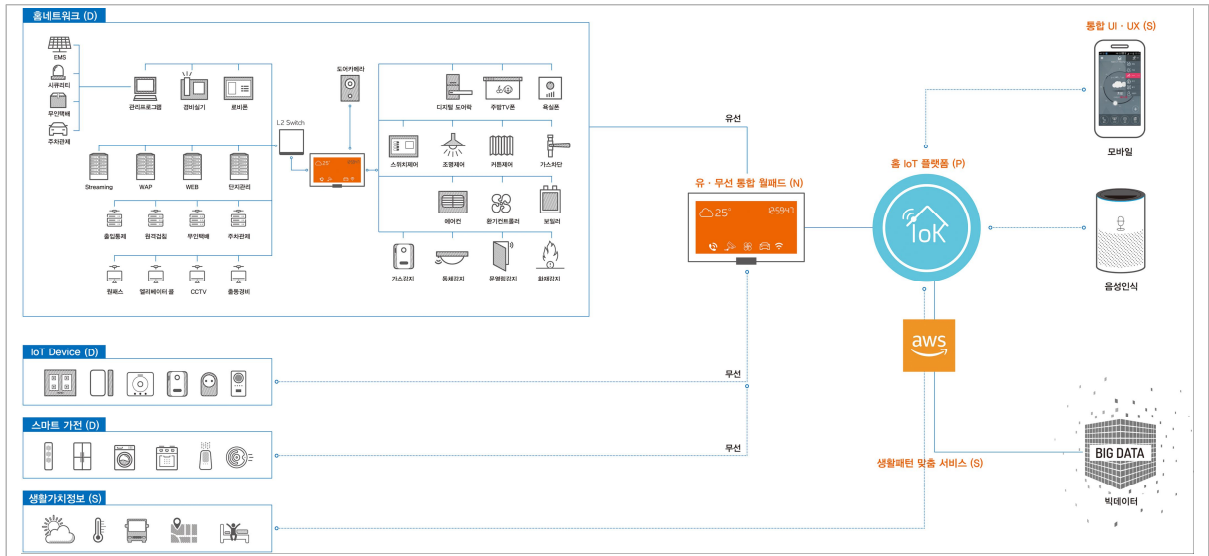 홈네트워크 (D)
EMS
시큐리티
무인택배
주차관제
관리프로그램
경비실기
로비폰
L2 Switch
도어카메라
디지털 도어락
주방TV폰
욕실폰
스위치제어
조명제어
커튼제어
가스차단
에어컨
환기컨트롤러
보일러
가스감지
동체감지
문열림감지
화재감지
Streaming
WAP
WEB
단지관리
출입통제
원격검침
무인택배
주차관제
원패스
엘리베이터 콜
CCTV
출동경비
25
유선
유 · 무선 통합 월패드 (N)
25°
12:59:47
홈 IoT 플랫폼 (P)
IoK
통합 UI · UX (S)
모바일
음성인식
aws
IoT Device (D)
무선
스마트 가전 (D)
무선
생활가치정보 (S)
생활패턴 맞춤 서비스 (S)
BIG DATA
빅데이터